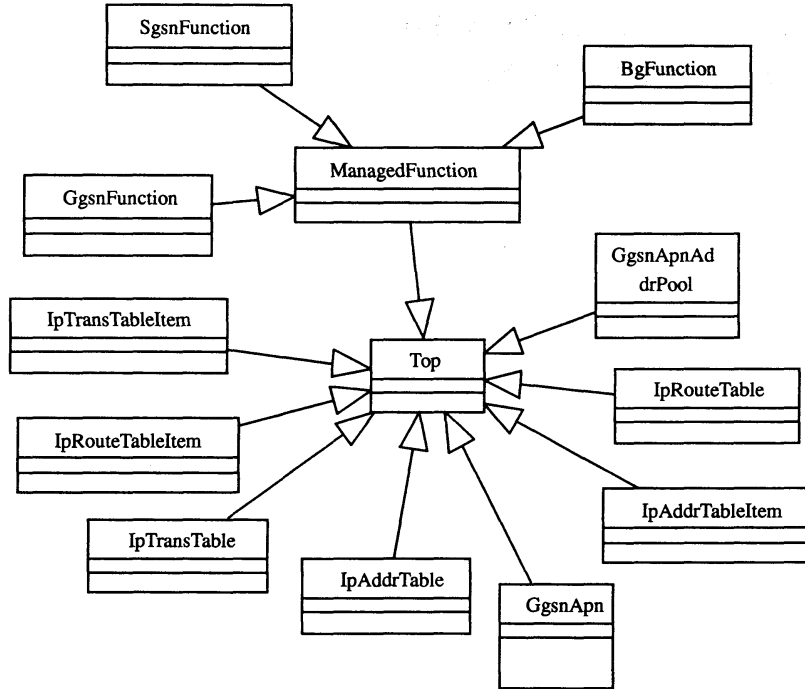 SgsnFunction
BgFunction
ManagedFunction
GgsnFunction
GgsnApnAd
drPool
IpTransTableItem
Top
IpRouteTable
IpRouteTableItem
IpAddrTableItem
IpTransTable
IpAddrTable
GgsnApn